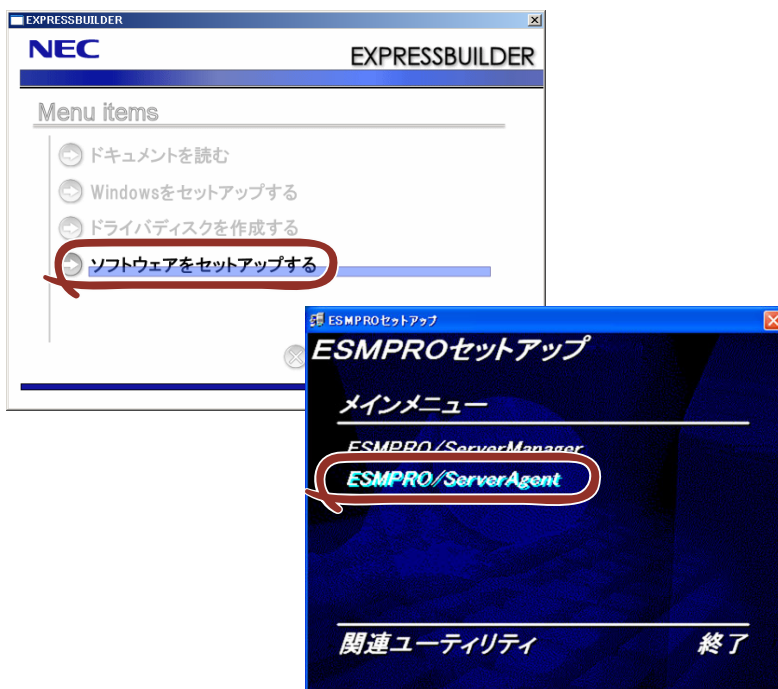 EXPRESSBUILDER
NEC
EXPRESSBUILDER
Menu items
ドキュメントを読む
Windowsをセットアップする
ドライバディスクを作成する
ソフトウェアをセットアップする
ESMPROセットアップ
ESMPROセットアップ
メインメニュー
ESMPRO/ServerManager
ESMPRO/ServerAgent
関連ユーティリティ
終了